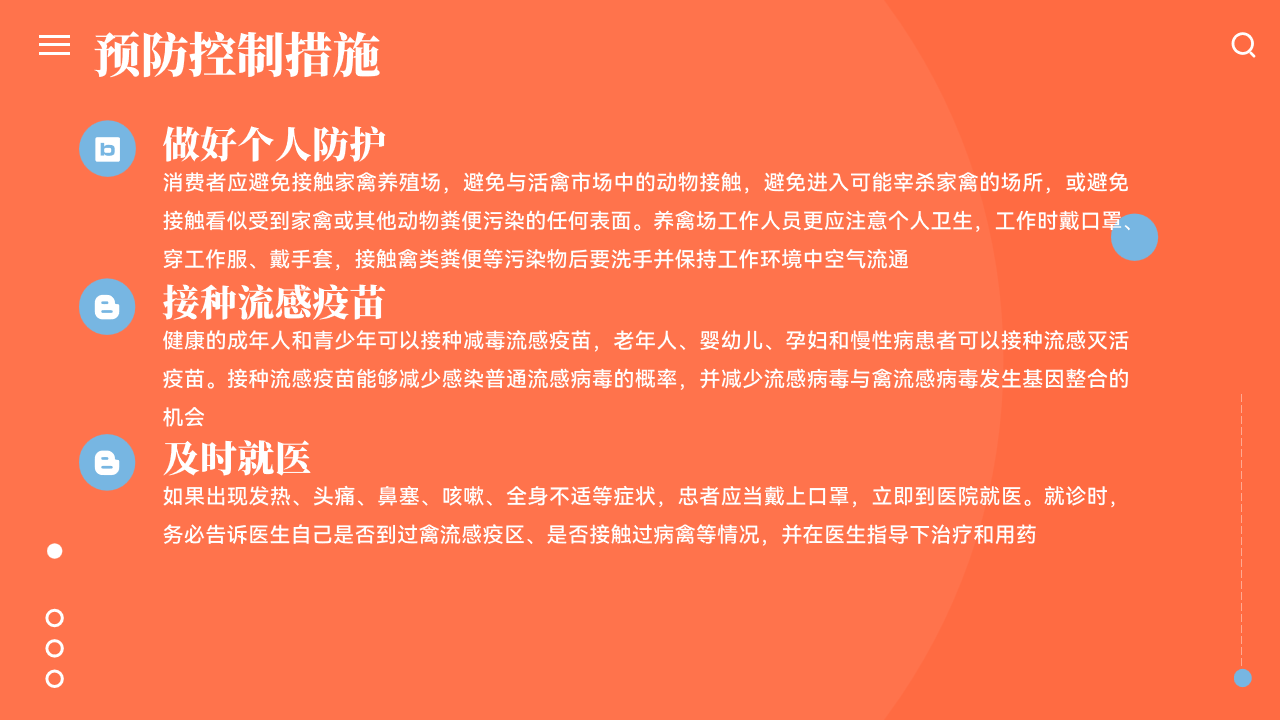 预防控制措施
做好个人防护
消费者应避免接触家禽养殖场，避免与活禽市场中的动物接触，避免进入可能宰杀家禽的场所，或避免
接触看似受到家禽或其他动物粪便污染的任何表面。养禽场工作人员更应注意个人卫生，工作时戴口罩、
穿工作服、戴手套，接触禽类粪便等污染物后要洗手并保持工作环境中空气流通
接种流感疫苗
健康的成年人和青少年可以接种减毒流感疫苗，老年人、婴幼儿、孕妇和慢性病患者可以接种流感灭活
疫苗。接种流感疫苗能够减少感染普通流感病毒的概率，并减少流感病毒与禽流感病毒发生基因整合的
机会
及时就医
如果出现发热、头痛、鼻塞、咳嗽、全身不适等症状，忠者应当戴上口罩，立即到医院就医。就诊时，
务必告诉医生自己是否到过禽流感疫区、是否接触过病禽等情况，并在医生指导下治疗和用药